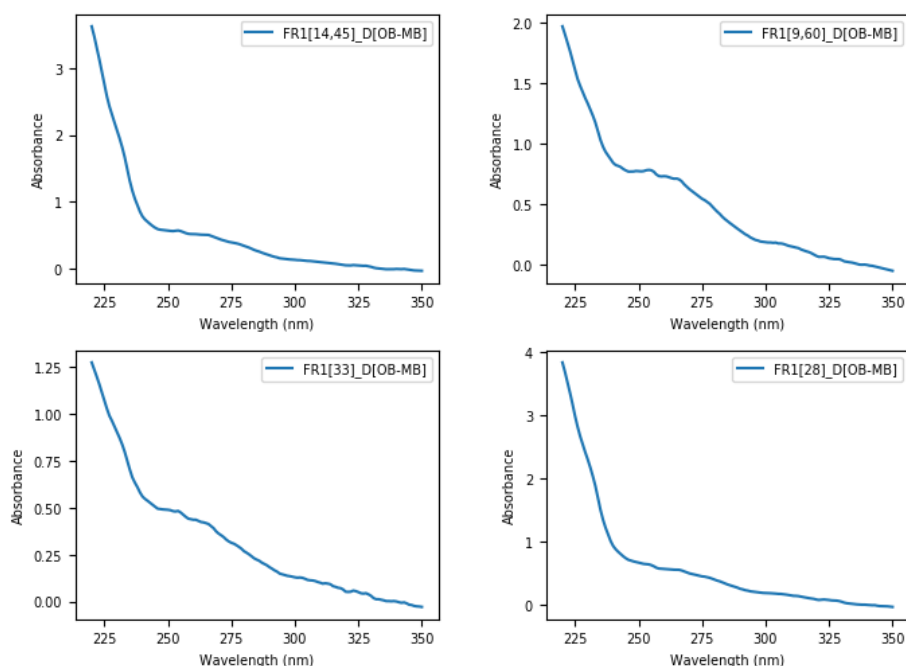 FR1[14,45]_D[OB-MB]
3
2
1
0
Absorbance
225 250 275 300 325 350
Wavelength (nm)
FR1[9,60]_D[OB-MB]
2.0
1.5
1.0
0.5
0.0
Absorbance
225 250 275 300 325 350
Wavelength (nm)
FR1[33]_D[OB-MB]
1.25
1.00
0.75
0.50
0.25
0.00
Absorbance
225 250 275 300 325 350
Wavelength (nm)
FR1[28]_D[OB-MB]
4
3
2
1
0
Absorbance
225 250 275 300 325 350
Wavelength (nm)